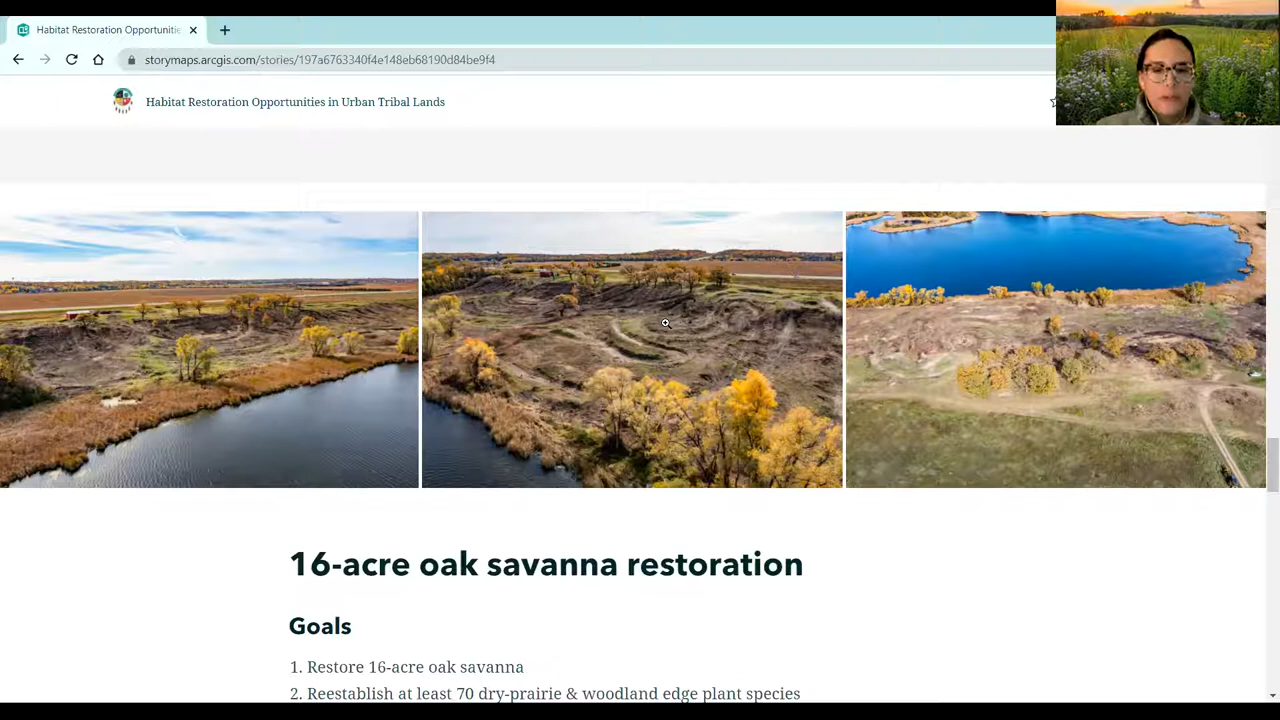 Habitat Restoration Opportunitie
storymaps.arcgis.com/stories/197a6763340f4e148eb68190d84be9f4
Habitat Restoration Opportunities in Urban Tribal Lands
16-acre oak savanna restoration
Goals
1. Restore 16-acre oak savanna
2. Reestablish at least 70 dry-prairie & woodland edge plant species